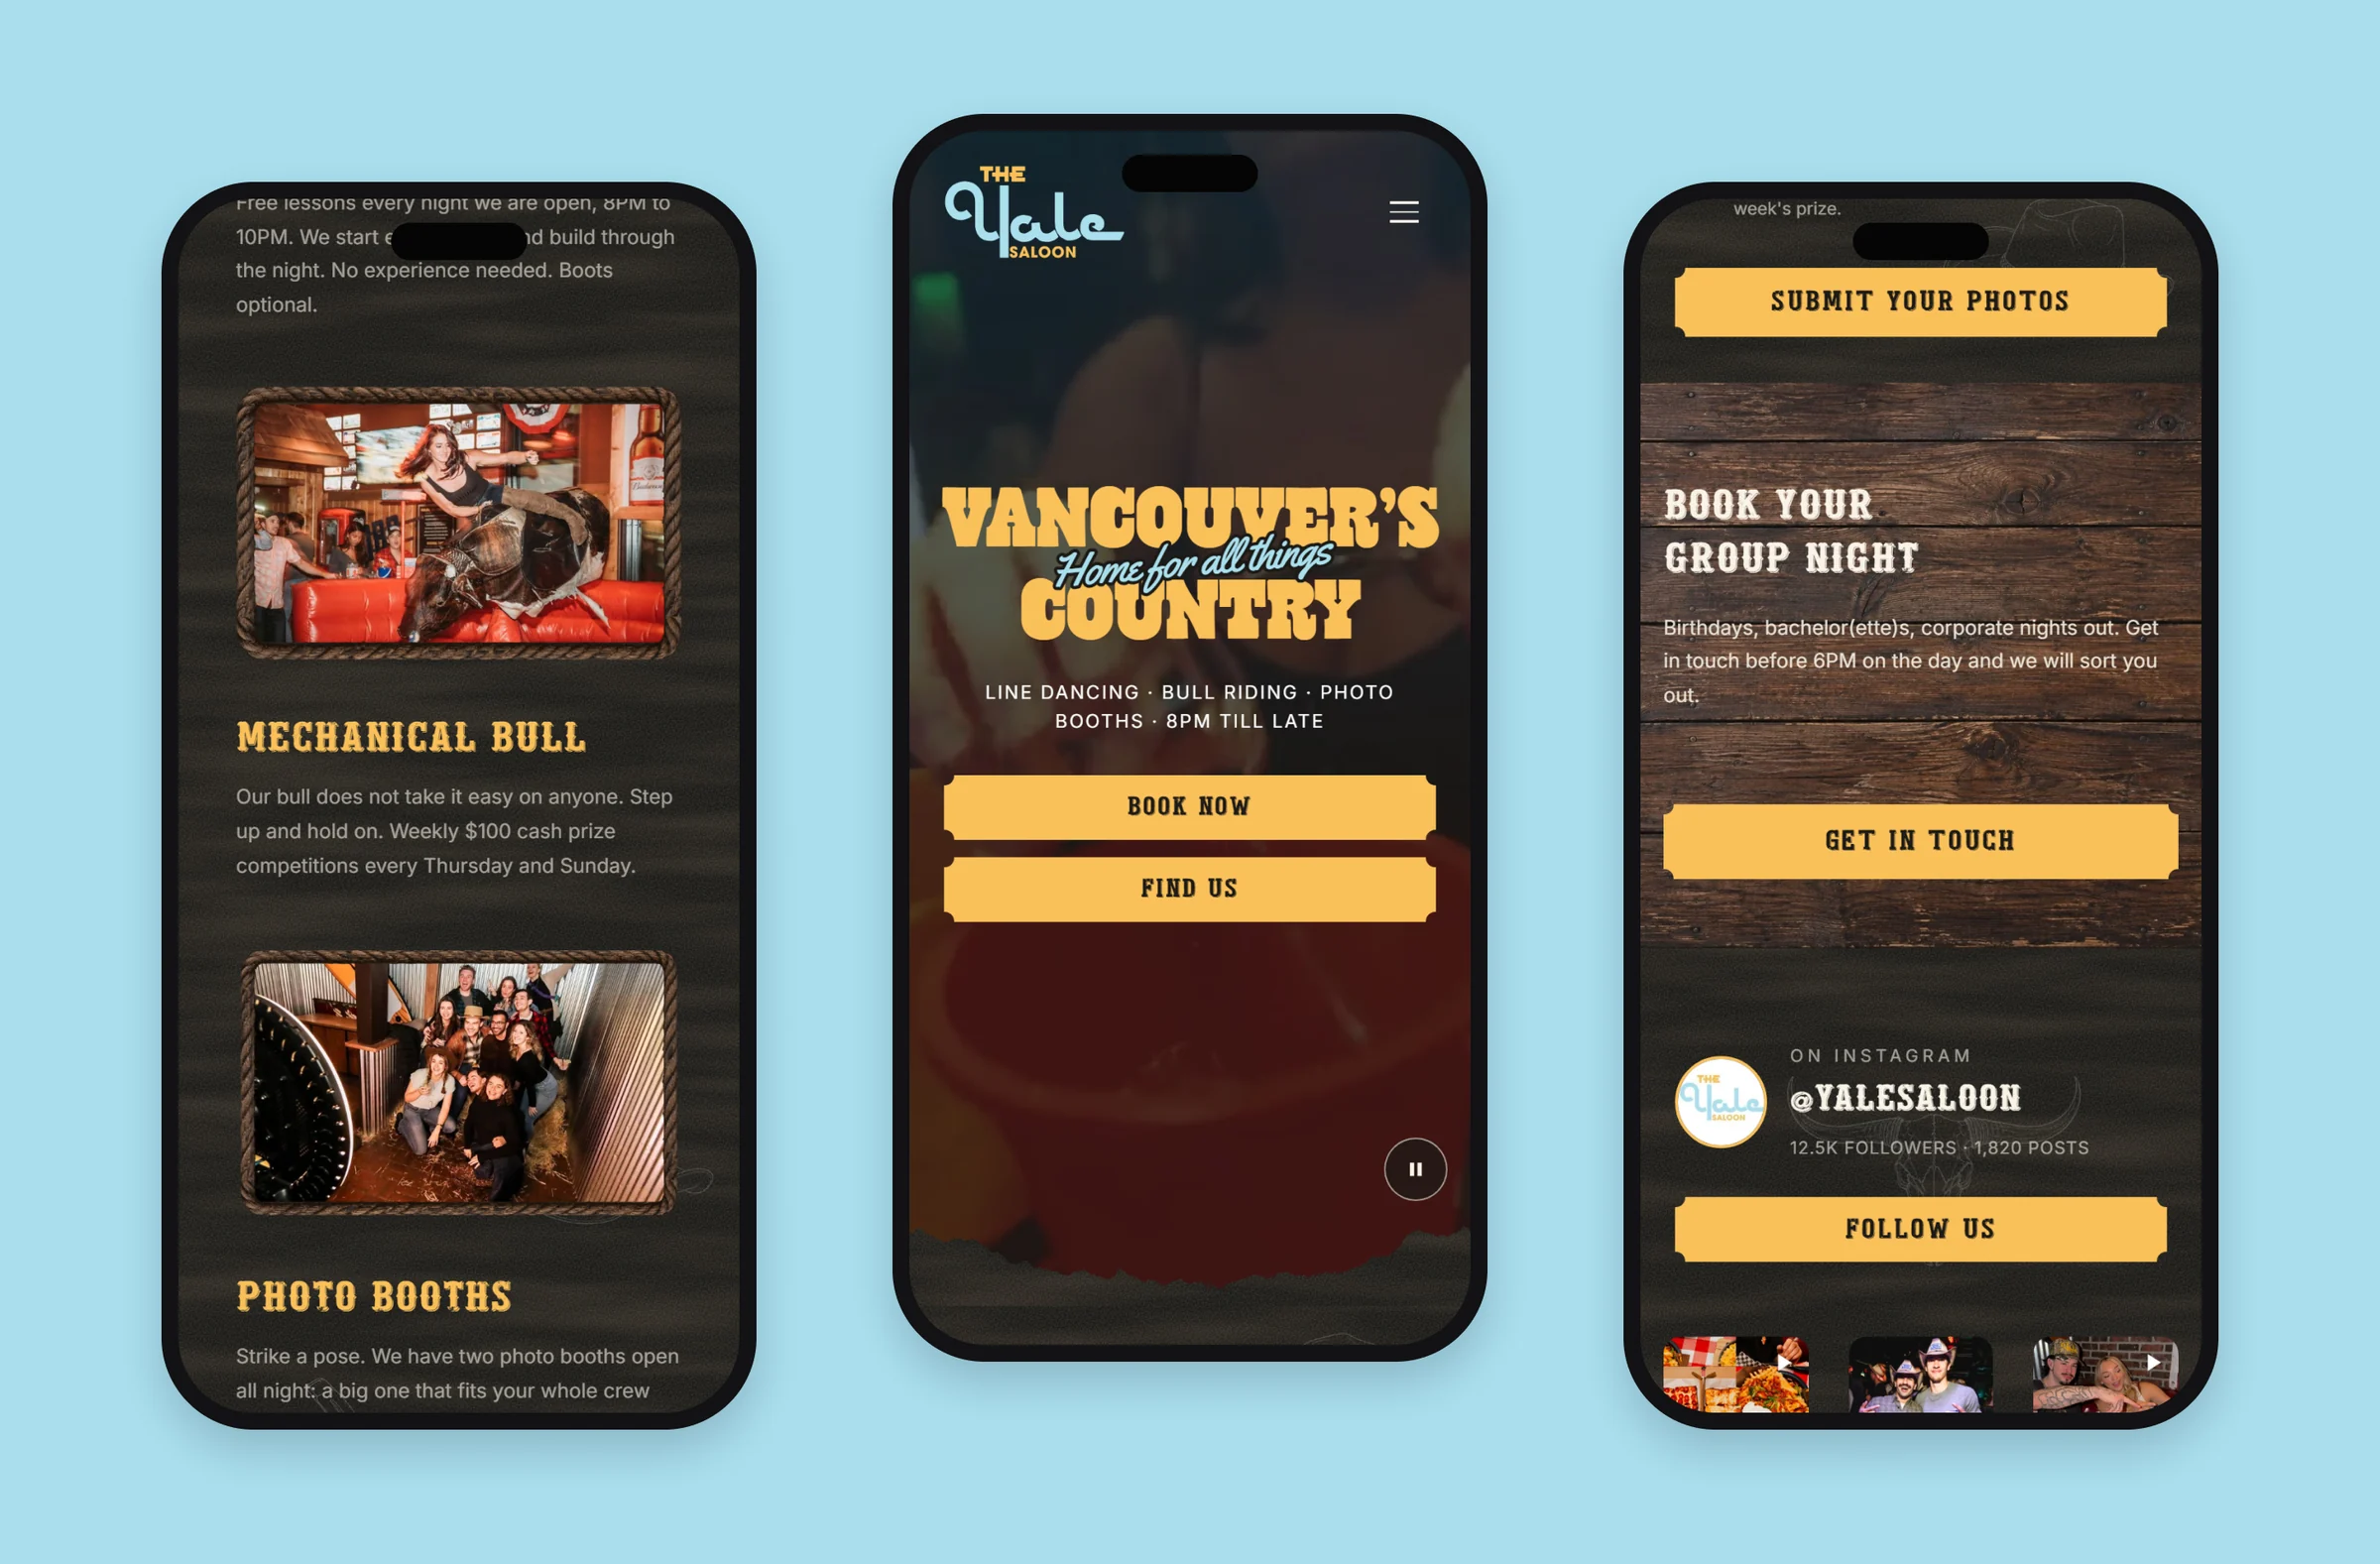 Free lessons every night we are open, 8PM to
10PM. We start nd build through
the night. No experience needed. Boots
optional.
MECHANICAL BULL
Our bull does not take it easy on anyone. Step
up and hold on. Weekly $100 cash prize
competitions every Thursday and Sunday.
PHOTO BOOTHS
Strike a pose. We have two photo booths open
all night: a big one that fits your whole crew
THE
Yale
SALOON
VANCOUVER'S
Home for all things
COUNTRY
LINE DANCING · BULL RIDING · PHOTO
BOOTHS · 8PM TILL LATE
BOOK NOW
FIND US
week's prize.
SUBMIT YOUR PHOTOS
BOOK YOUR
GROUP NIGHT
Birthdays, bachelor(ette)s, corporate nights out. Get
in touch before 6PM on the day and we will sort you
out.
GET IN TOUCH
THE
Yale
SALOON
ON INSTAGRAM
@YALESALOON
12.5K FOLLOWERS · 1,820 POSTS
FOLLOW US